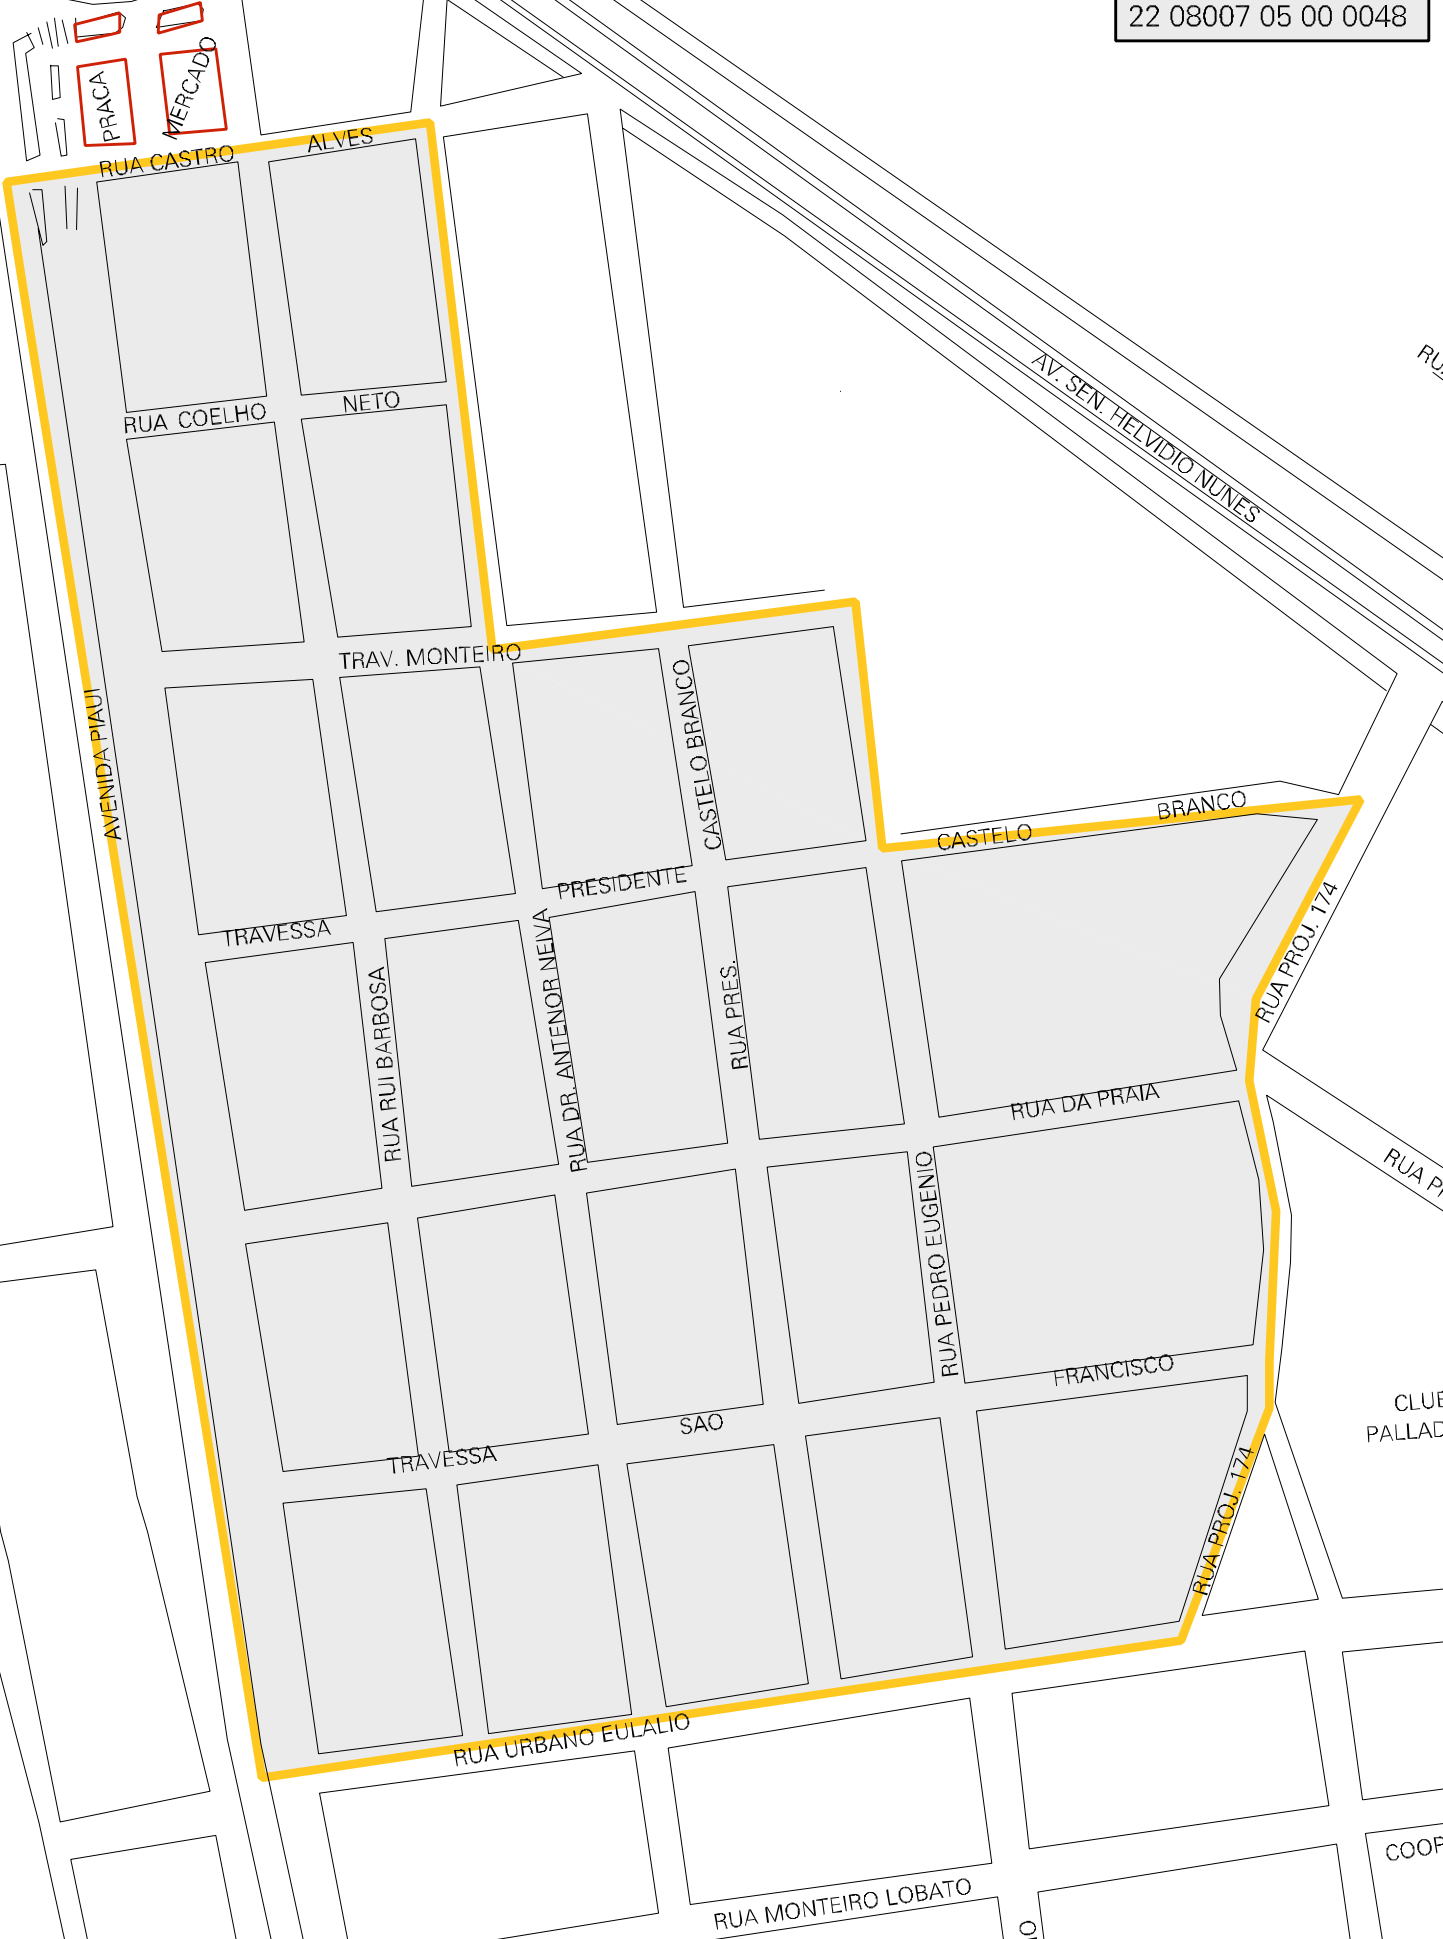 22 08007 05 00 0048
PRACA
MERCADO
RUA CASTRO ALVES
AV. SEN. HELVIDIO NUNES
RUA COELHO NETO
TRAV. MONTEIRO
AVENIDA PIAUI
CASTELO BRANCO
CASTELO BRANCO
PRESIDENTE
TRAVESSA
RUA PROJ. 174
RUA RUI BARBOSA
RUA DR. ANTENOR NEIVA
RUA PRES.
RUA DA PRAIA
RUA PEDRO EUGENIO
FRANCISCO
SAO
TRAVESSA
PALLAD
RUA PROJ. 174
RUA URBANO EULALIO
COOP
RUA MONTEIRO LOBATO